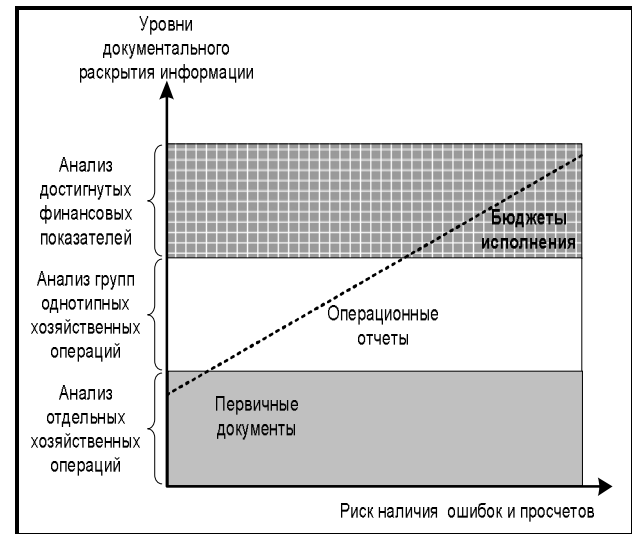 Уровни
документального
раскрытия информации
Анализ
достигнутых
финансовых
показателей
Бюджеты
исполнения
Анализ групп
однотипных
хозяйственных
операций
Операционные
отчеты
Анализ
отдельных
хозяйственных
операций
Первичные
документы
Риск наличия ошибок и просчетов